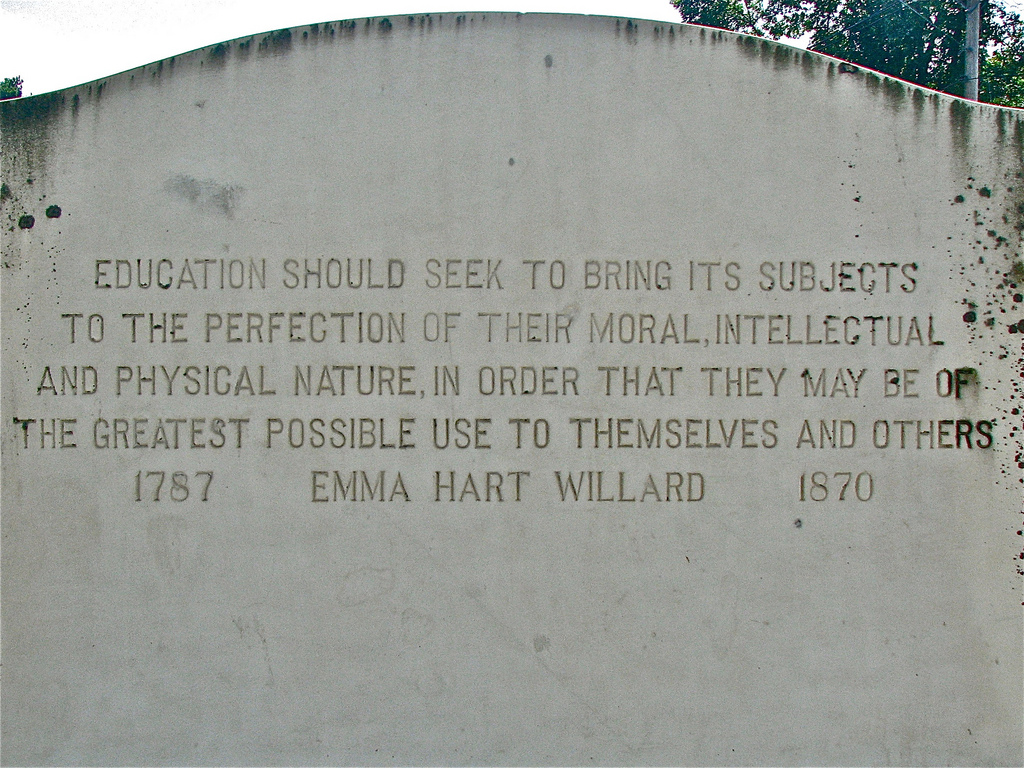 EDUCATION SHOULD SEEK TO BRING ITS SUBJECTS
TO THE PERFECTION OF THEIR MORAL, INTELLECTUAL
AND PHYSICAL NATURE, IN ORDER THAT THEY MAY BE OF
THE GREATEST POSSIBLE USE TO THEMSELVES AND OTHERS
1787 EMMA HART WILLARD 1870